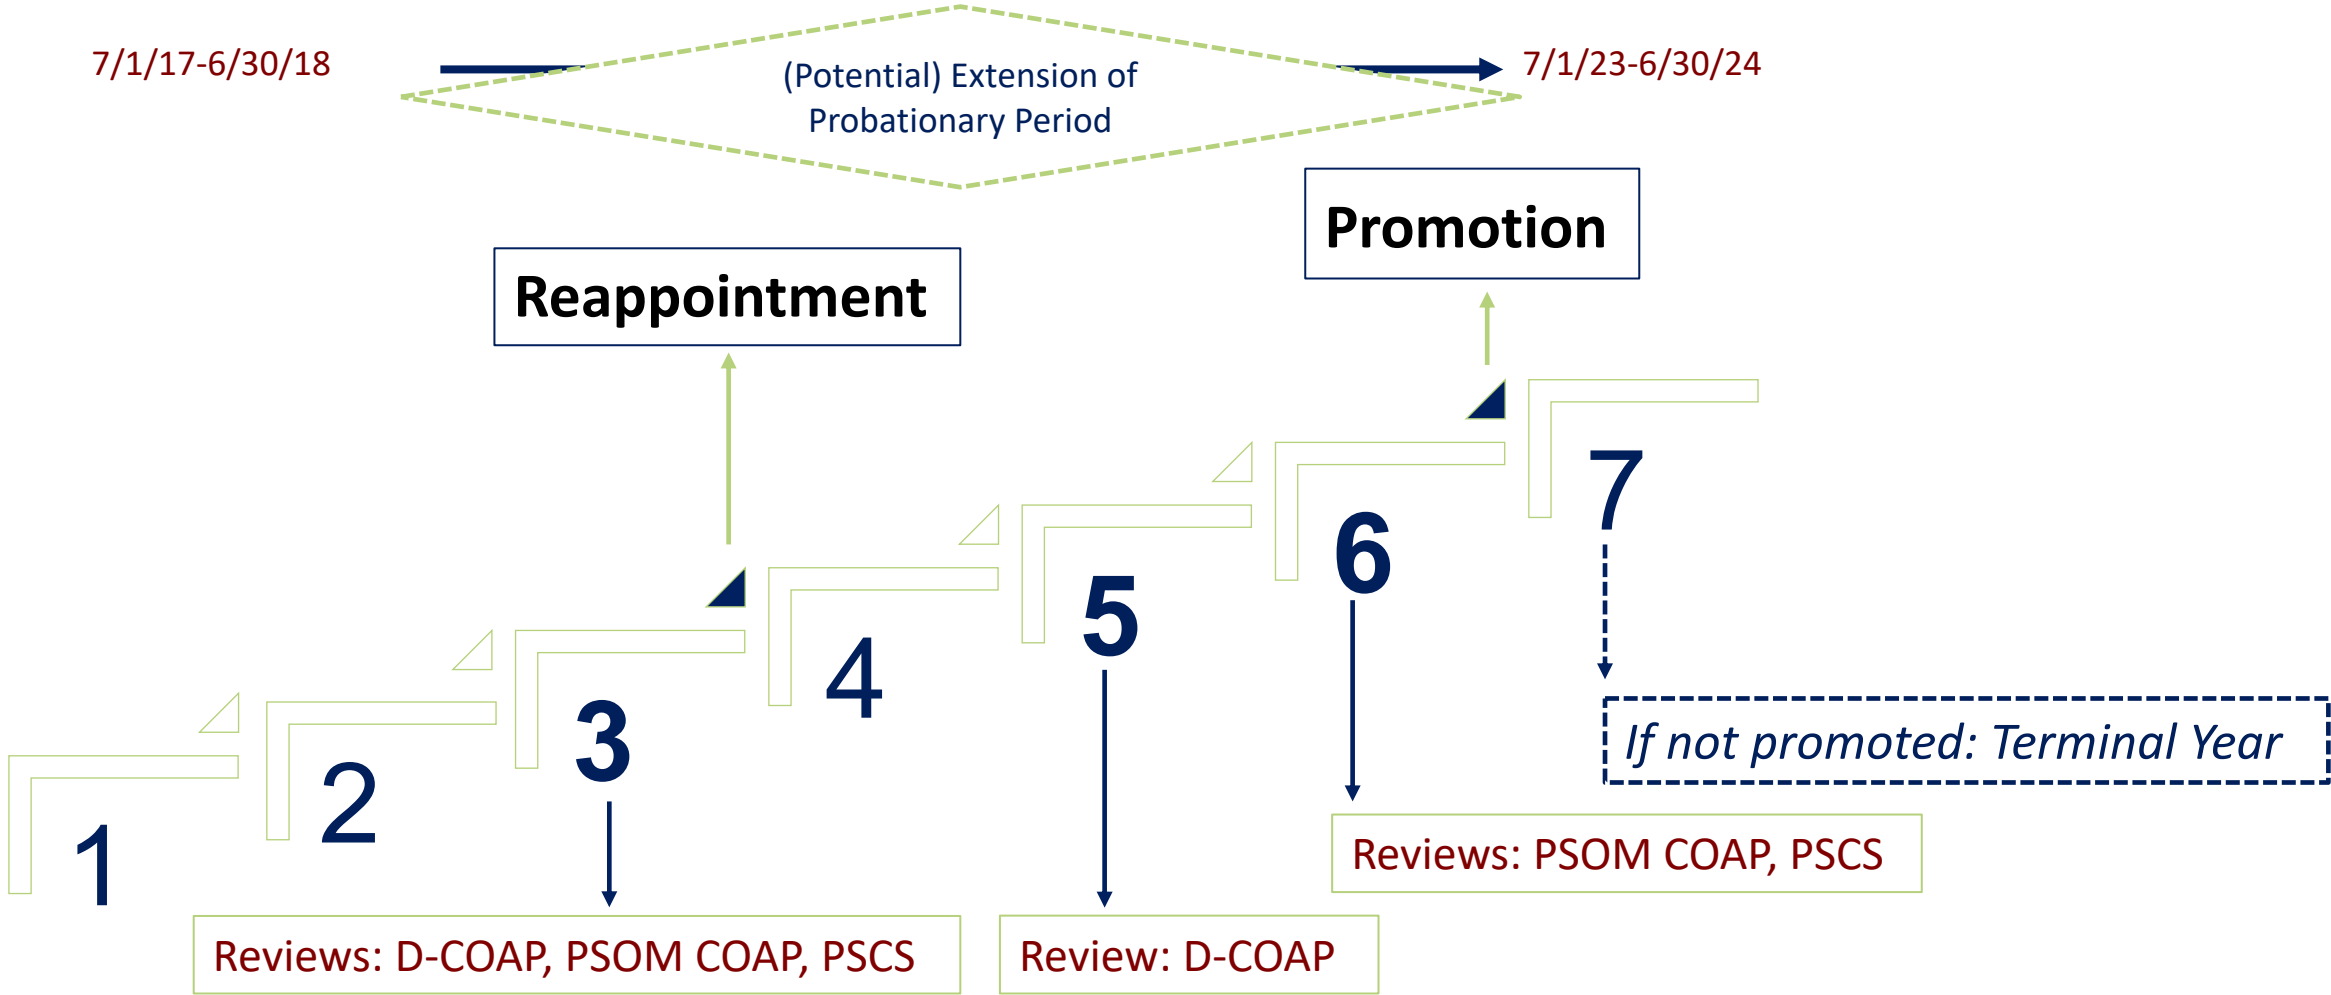 7/1/17-6/30/18
(Potential) Extension of
Probationary Period
7/1/23-6/30/24
Promotion
Reappointment
7
6
5
4
3
2
1
If not promoted: Terminal Year
Reviews: PSOM COAP, PSCS
Reviews: D-COAP, PSOM COAP, PSCS
Review: D-COAP